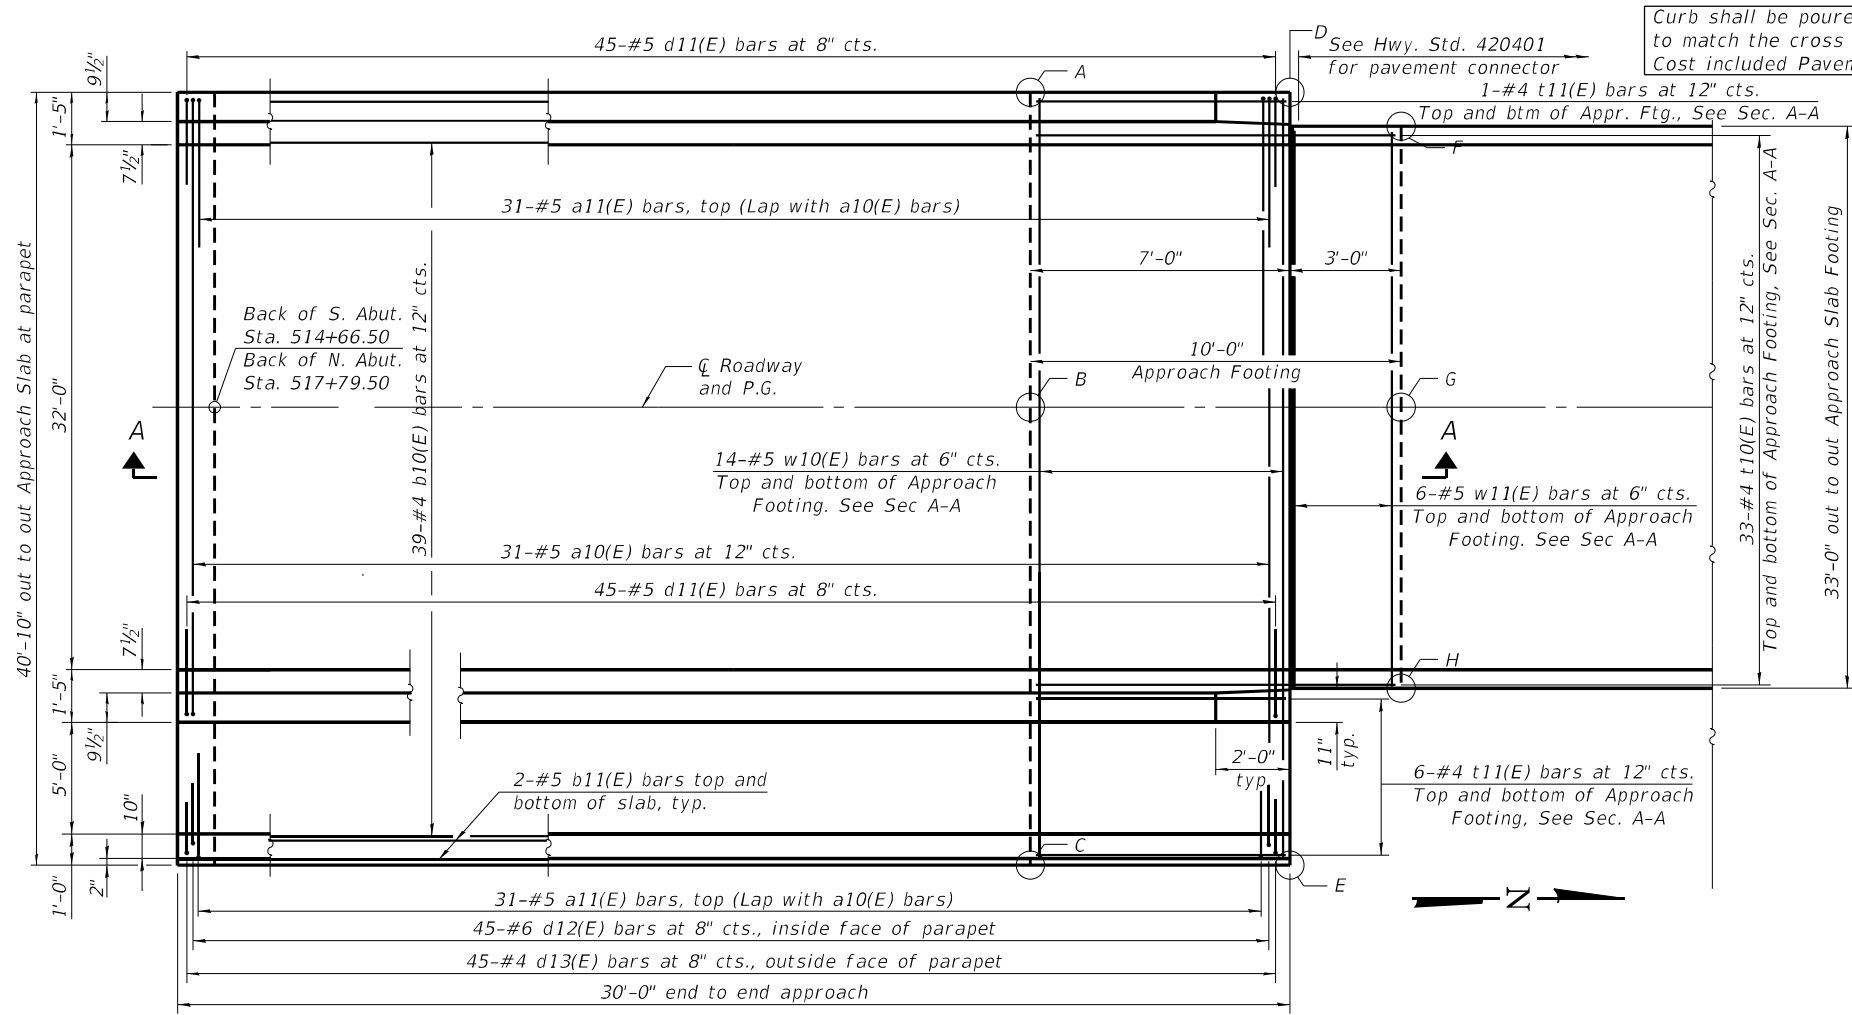 Curb shall be poure
to match the cross
Cost included Pavem
45-#5 d11(E) bars at 8" cts.
D
See Hwy. Std. 420401
for pavement connector
A
1-#4 t11(E) bars at 12" cts.
Top and btm of Appr. Ftg., See Sec. A-A
9½"
1'-5"
7½"
F
31-#5 a11(E) bars, top (Lap with a10(E) bars)
7'-0"
3'-0"
40'-10" out to out Approach Slab at parapet
32'-0"
39-#4 b10(E) bars at 12" cts.
33-#4 t10(E) bars at 12" cts.
Top and bottom of Approach Footing, See Sec. A-A
33'-0" out to out Approach Slab Footing
Back of S. Abut.
Sta. 514+66.50
Back of N. Abut.
Sta. 517+79.50
℄ Roadway
and P.G.
10'-0"
Approach Footing
B
G
A
A
14-#5 w10(E) bars at 6" cts.
Top and bottom of Approach
Footing. See Sec A-A
6-#5 w11(E) bars at 6" cts.
Top and bottom of Approach
Footing. See Sec A-A
31-#5 a10(E) bars at 12" cts.
45-#5 d11(E) bars at 8" cts.
7½"
1'-5"
9½"
H
5'-0"
10"
1'-0"
2"
2'-0"
typ
11"
typ.
2-#5 b11(E) bars top and
bottom of slab, typ.
6-#4 t11(E) bars at 12" cts.
Top and bottom of Approach
Footing, See Sec. A-A
C
E
N
31-#5 a11(E) bars, top (Lap with a10(E) bars)
45-#6 d12(E) bars at 8" cts., inside face of parapet
45-#4 d13(E) bars at 8" cts., outside face of parapet
30'-0" end to end approach